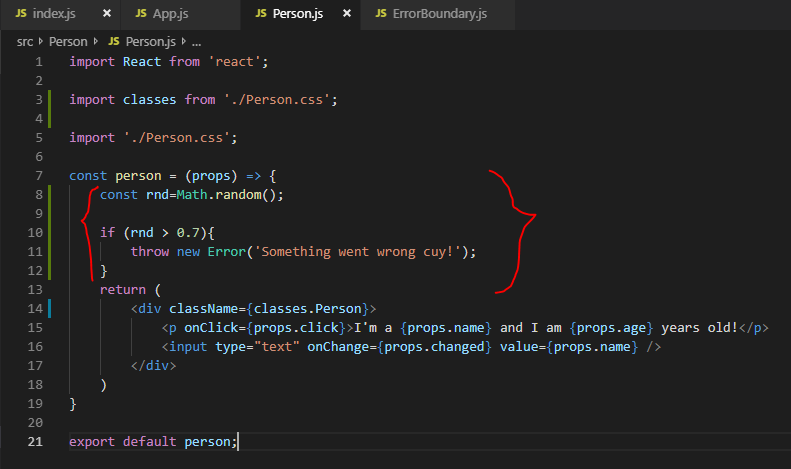 JS index.js × JS App.js JS Person.js × JS ErrorBoundary.js
src Person JS Person.js ...
1 import React from 'react';
2
3 import classes from './Person.css';
4
5 import './Person.css';
6
7 const person = (props) => {
8 const rnd=Math.random();
9
10 if (rnd > 0.7){
11 throw new Error('Something went wrong cuy!');
12 }
13 return (
14 <div className={classes.Person}>
15 <p onClick={props.click}>I'm a {props.name} and I am {props.age} years old!</p>
16 <input type="text" onChange={props.changed} value={props.name} />
17 </div>
18 )
19 }
20
21 export default person;